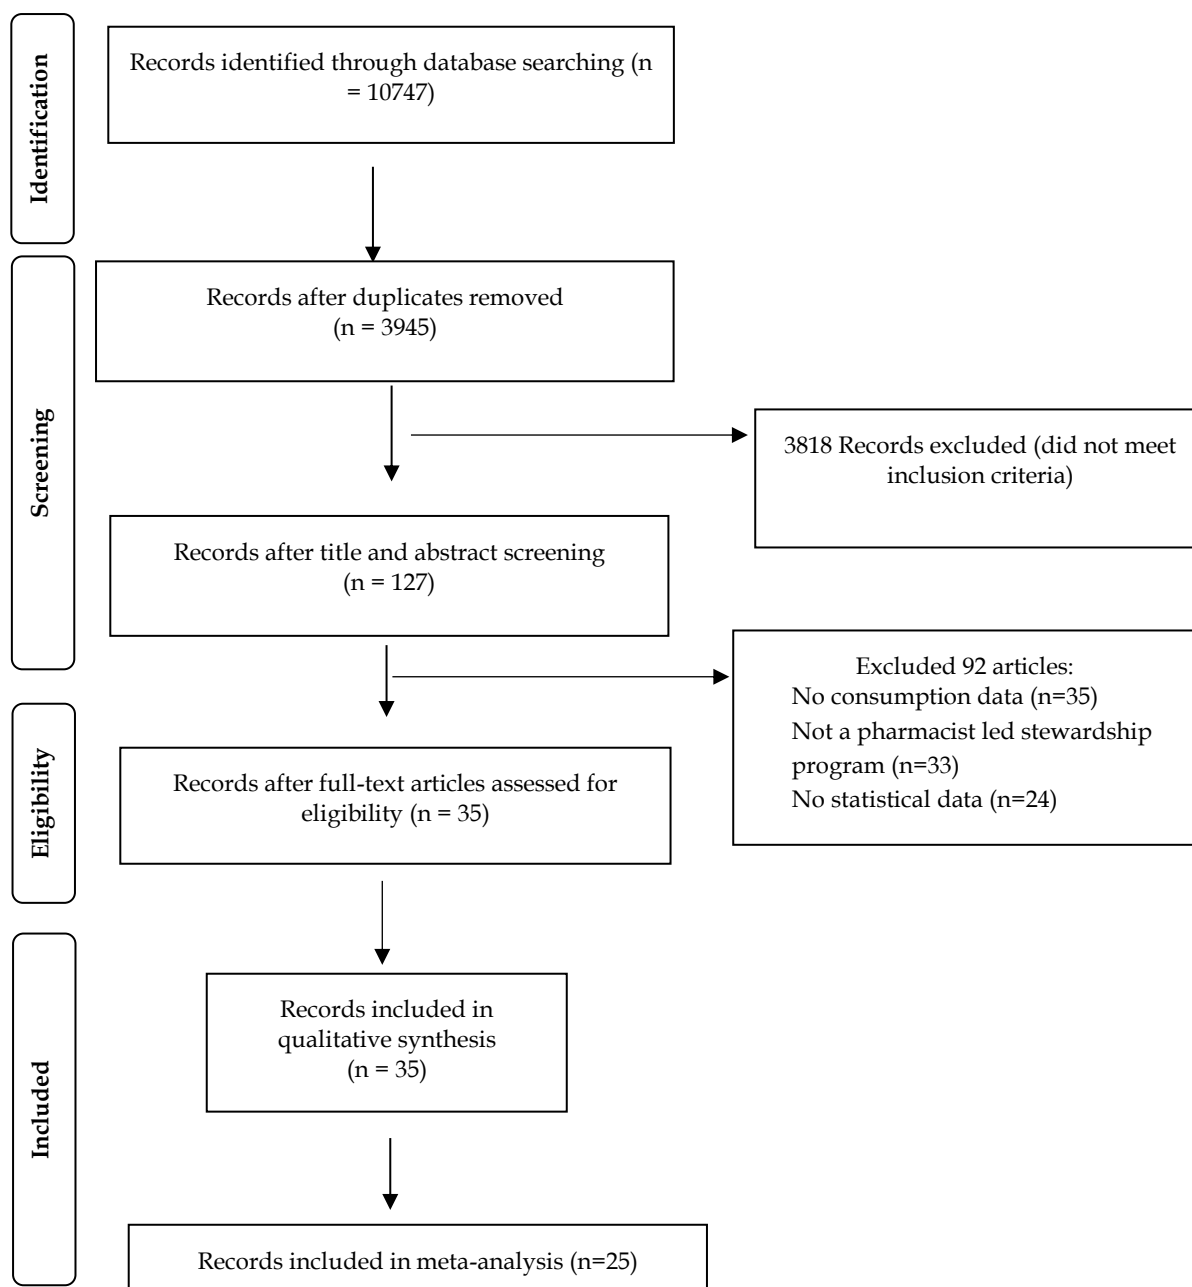 Identification
Records identified through database searching (n
= 10747)
Screening
Records after duplicates removed
(n = 3945)
3818 Records excluded (did not meet
inclusion criteria)
Records after title and abstract screening
(n = 127)
Excluded 92 articles:
No consumption data (n=35)
Not a pharmacist led stewardship
program (n=33)
No statistical data (n=24)
Eligibility
Records after full-text articles assessed for
eligibility (n = 35)
Included
Records included in
qualitative synthesis
(n = 35)
Records included in meta-analysis (n=25)